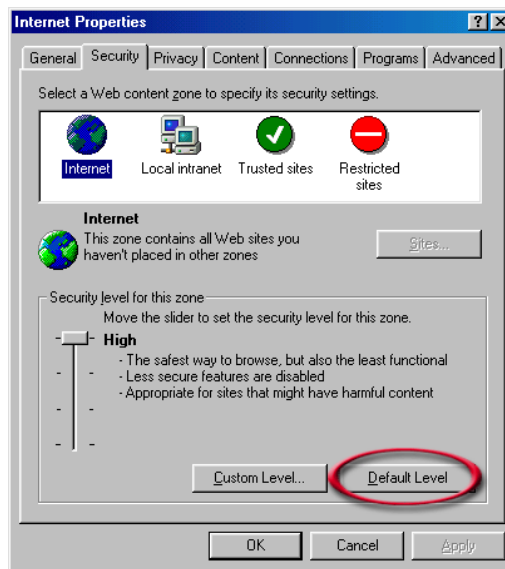 Internet Properties
General Security Privacy Content Connections Programs Advanced
Select a Web content zone to specify its security settings.
Internet Local intranet Trusted sites Restricted
sites
Internet
This zone contains all Web sites you
haven't placed in other
zones
Sites...
Security level for this zone
Move the slider to set the security level for this zone.
High
- The safest way to browse, but also the least functional
- Less secure features are disabled
- Appropriate for sites that might have harmful content
Custom Level... Default Level
OK Cancel Apply